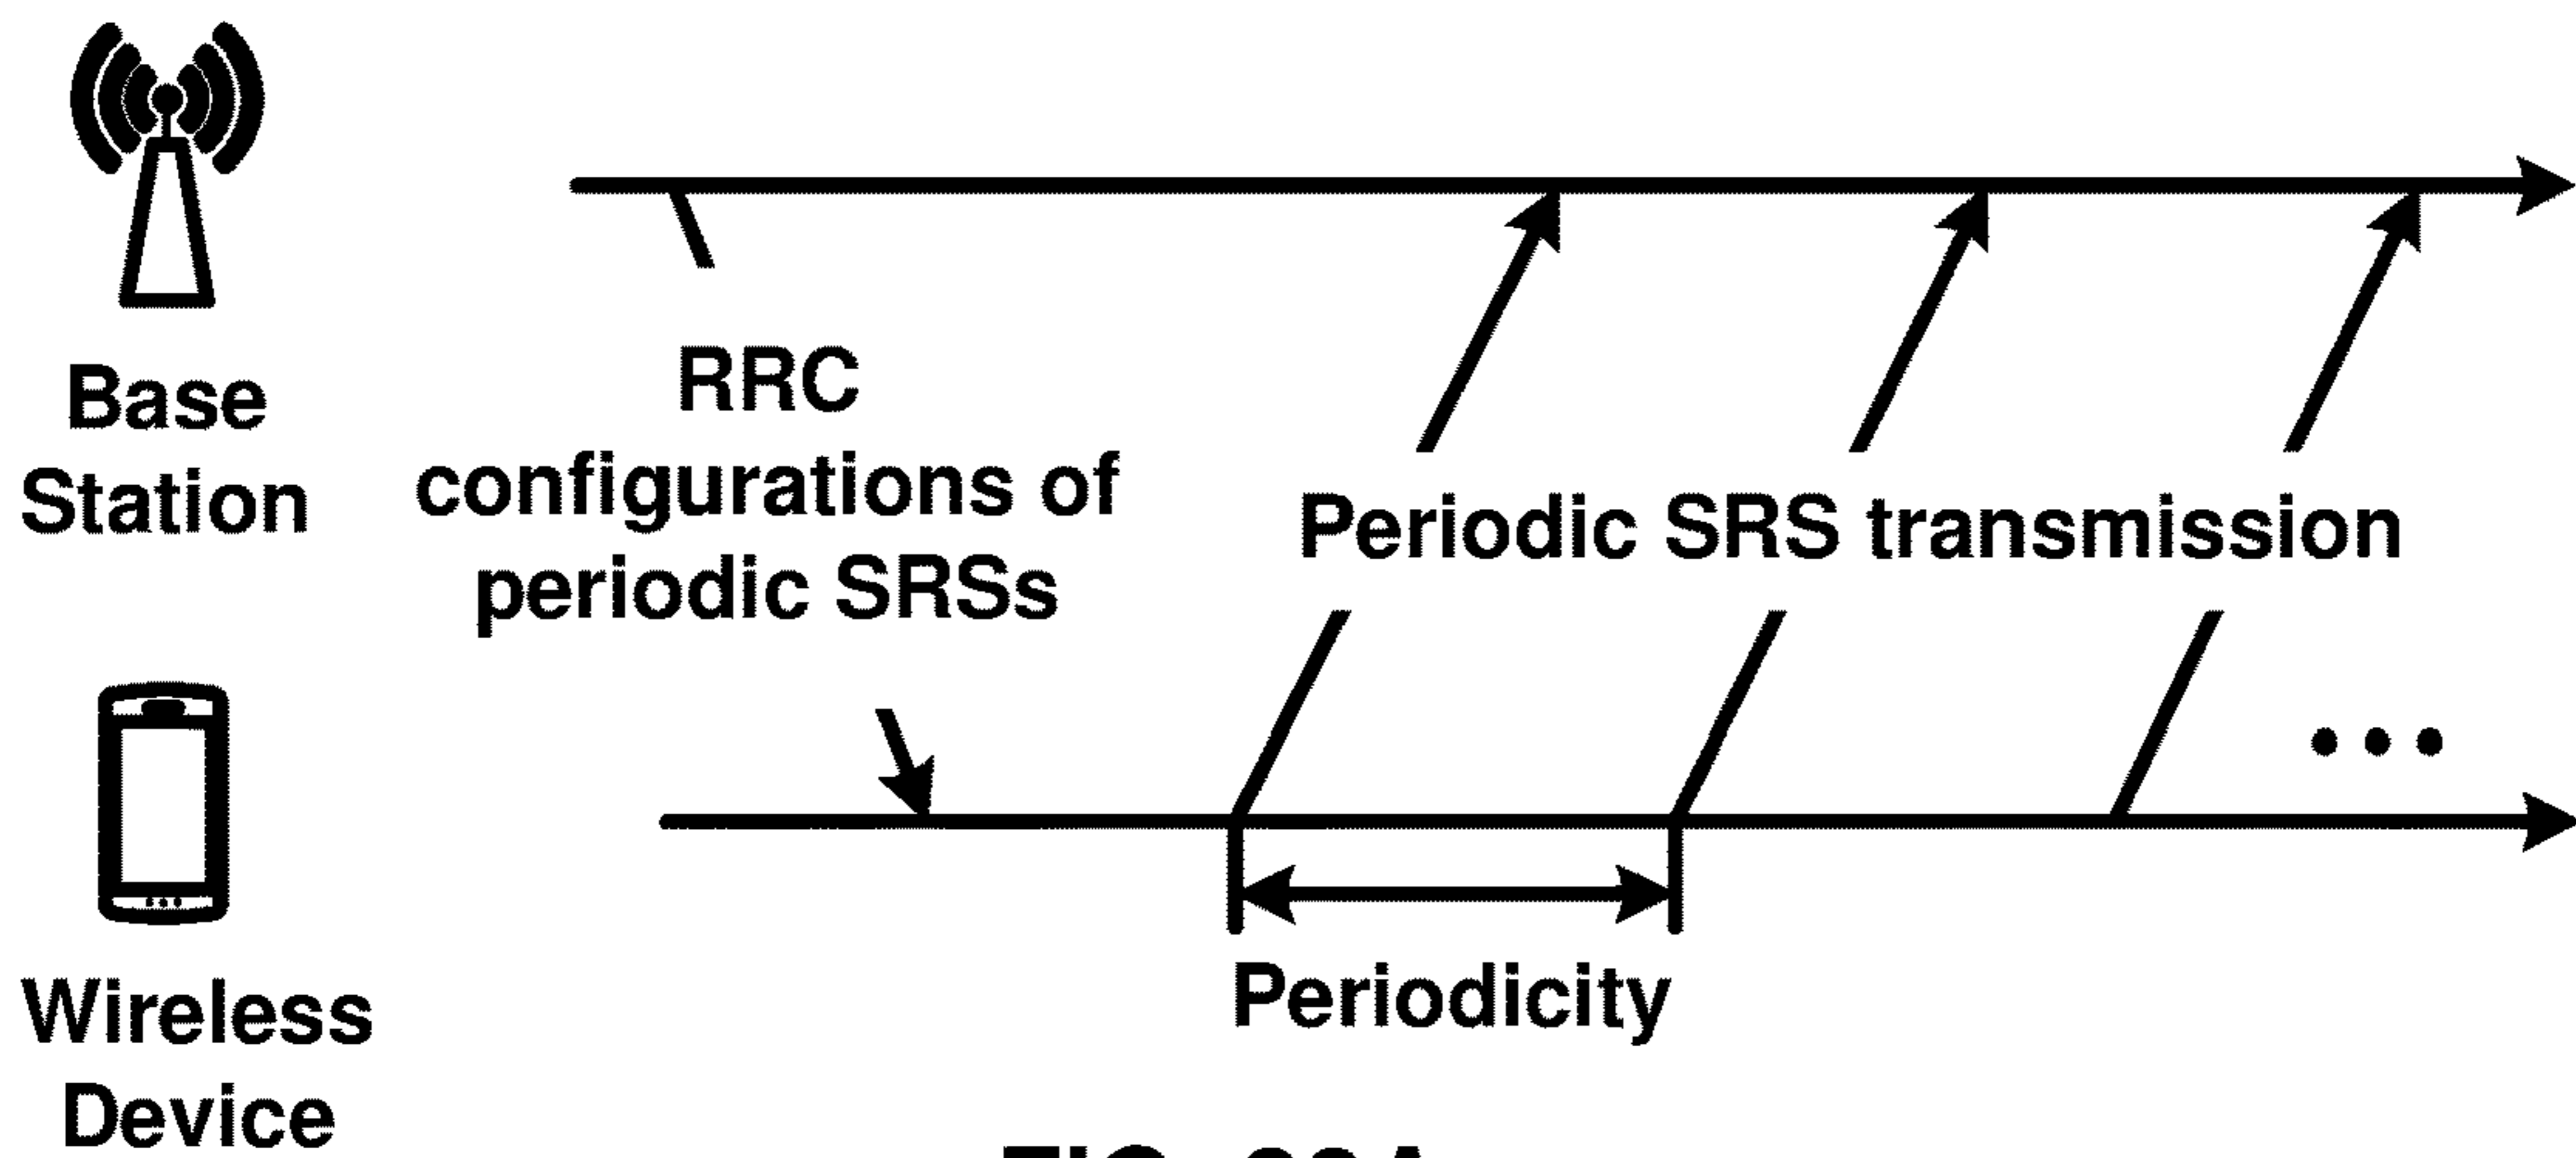 Base
Station
RRC
configurations of
periodic SRSs
Periodic SRS transmission
Periodicity
Wireless
Device